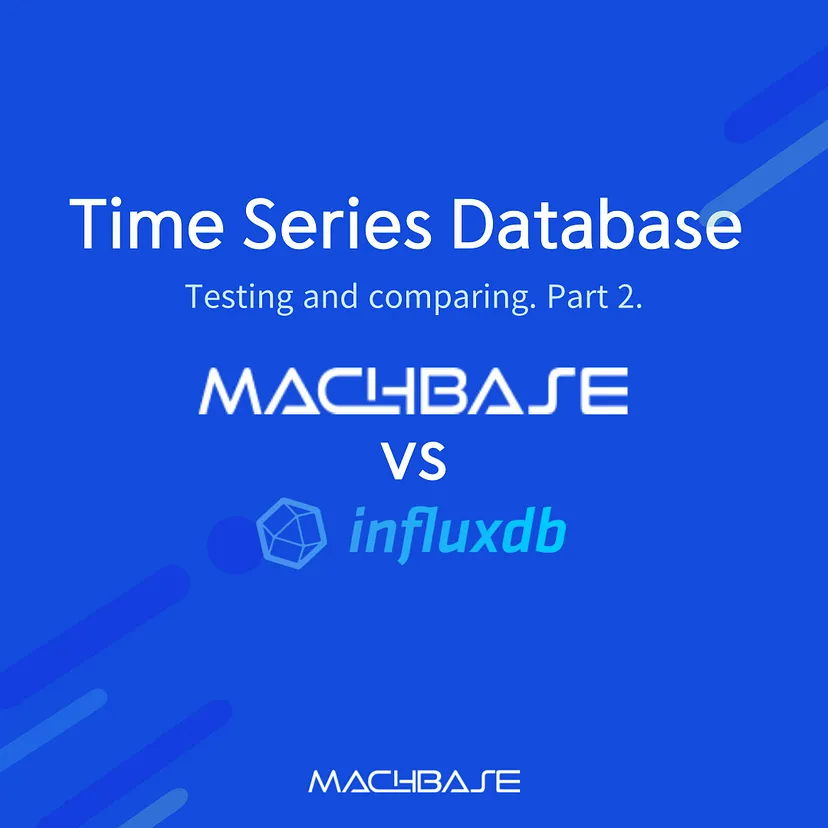 Time Series Database
Testing and comparing. Part 2.
MACHBASE
vs
influxdb
MACHBASE